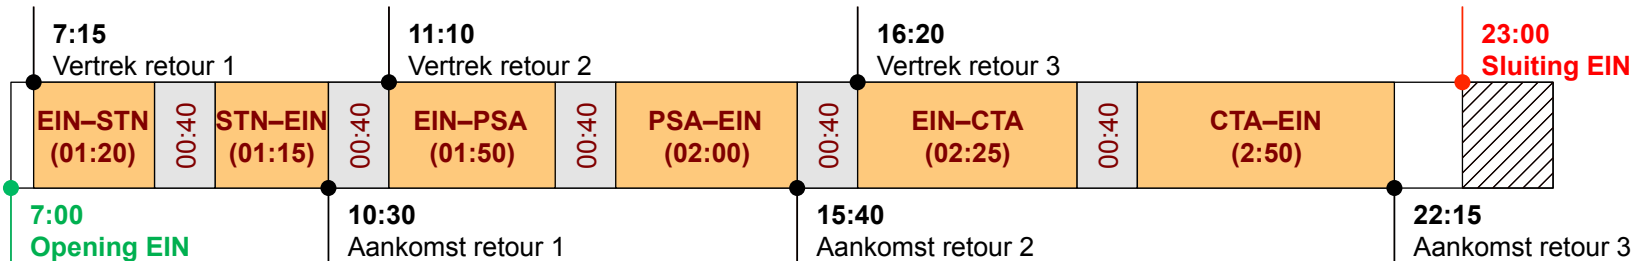 7:15
Vertrek retour 1
11:10
Vertrek retour 2
16:20
Vertrek retour 3
23:00
Sluiting EIN
EIN–STN
(01:20)
00:40
STN–EIN
(01:15)
00:40
EIN–PSA
(01:50)
00:40
PSA–EIN
(02:00)
00:40
EIN–CTA
(02:25)
00:40
CTA–EIN
(2:50)
7:00
Opening EIN
10:30
Aankomst retour 1
15:40
Aankomst retour 2
22:15
Aankomst retour 3